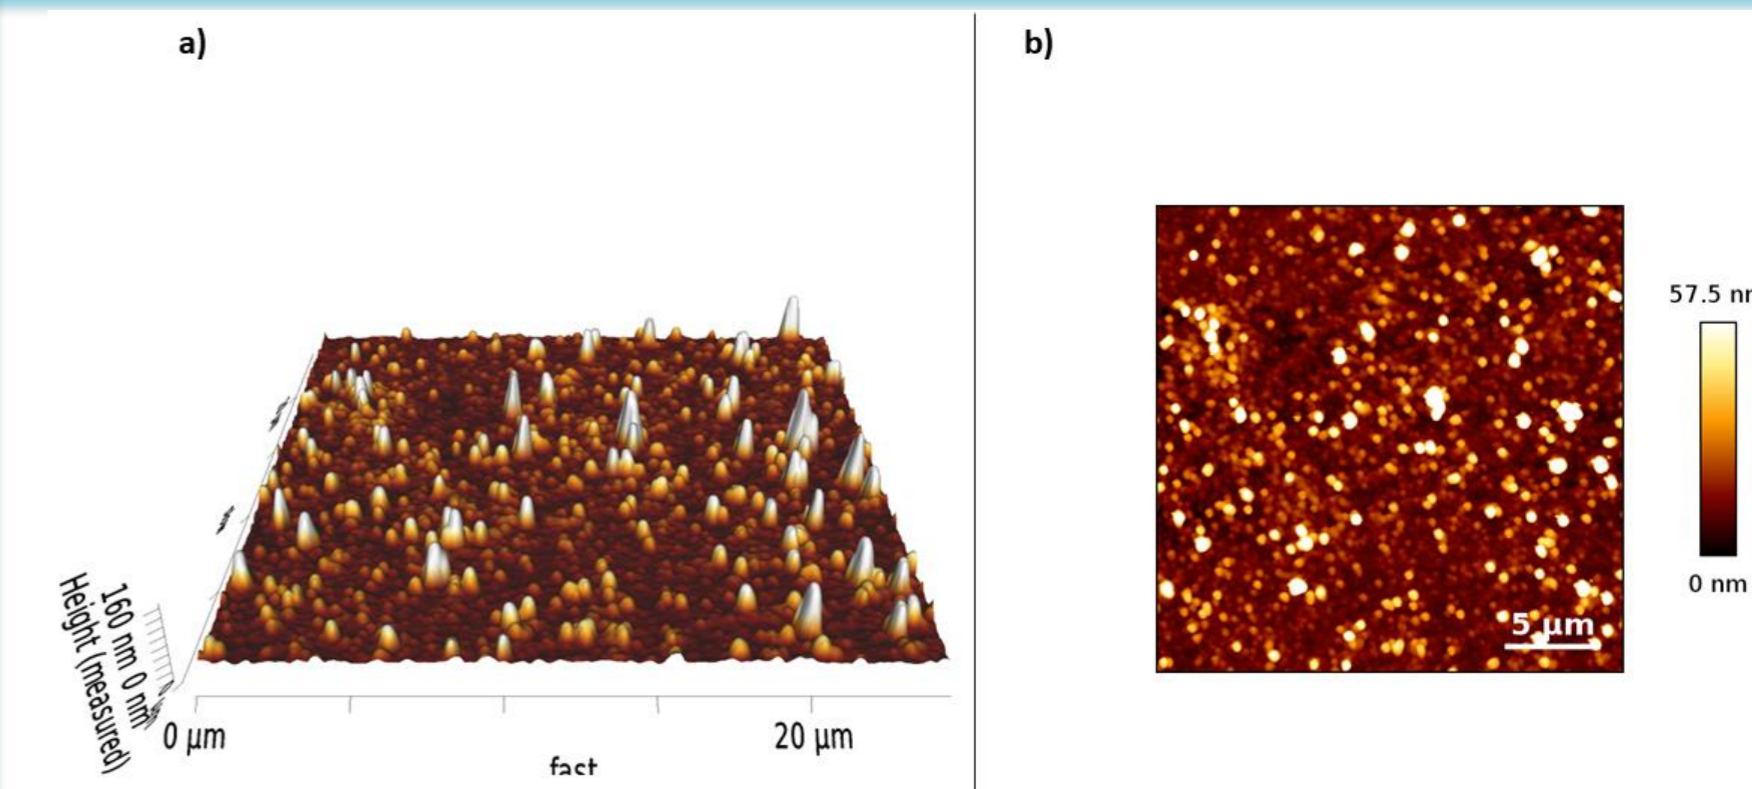 a)
b)
160 nm 0 nm
Height (measured)
0 µm
20 µm
fast
57.5 nm
0 nm
5 µm